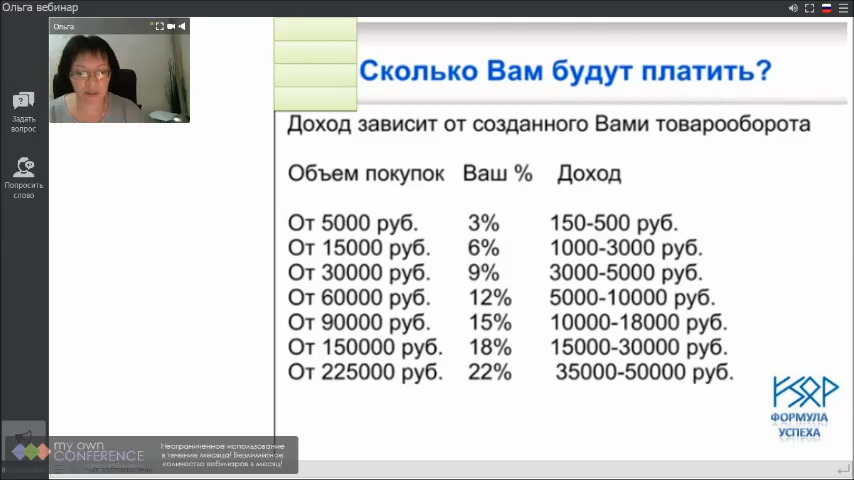 Ольга вебинар
Ольга
Задать
вопрос
Попросить
слово
Сколько Вам будут платить?
Доход зависит от созданного Вами товарооборота
Объем покупок Ваш % Доход
От 5000 руб. 3% 150-500 руб.
От 15000 руб. 6% 1000-3000 руб.
От 30000 руб. 9% 3000-5000 руб.
От 60000 руб. 12% 5000-10000 руб.
От 90000 руб. 15% 10000-18000 руб.
От 150000 руб. 18% 15000-30000 руб.
От 225000 руб. 22% 35000-50000 руб.
ФОРМУЛА
УСПЕХА
my own
CONFERENCE
Неограниченное использование
в течение месяца! Безлимитное
количество вебинаров в месяц!